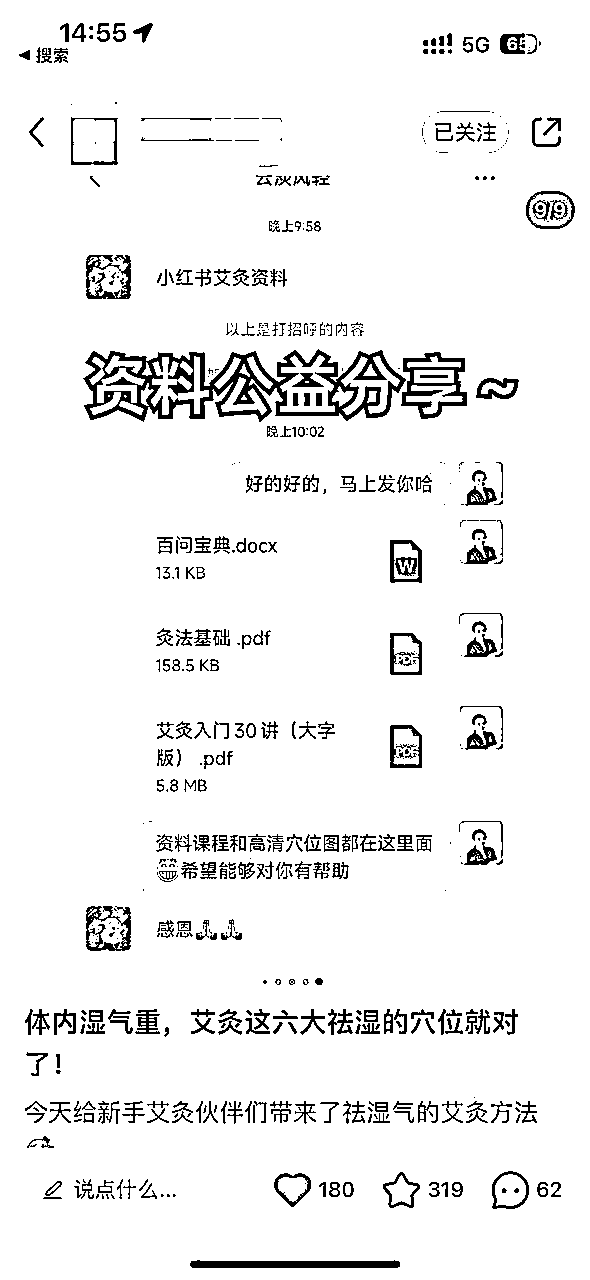 14:55
5G
65
搜索
已关注
云淡风轻
9/9
晚上9:58
小红书艾灸资料
以上是打招呼的内容
资料公益分享~
晚上10:02
好的好的，马上发你哈
百问宝典.docx
13.1 KB
W
灸法基础 .pdf
158.5 KB
PDF
艾灸入门 30 讲（大字
版） .pdf
5.8 MB
PDF
资料课程和高清穴位图都在这里面
😁希望能够对你有帮助
感恩🙏🙏
体内湿气重，艾灸这六大祛湿的穴位就对
了！
今天给新手艾灸伙伴们带来了祛湿气的艾灸方法
说点什么...
180
319
62